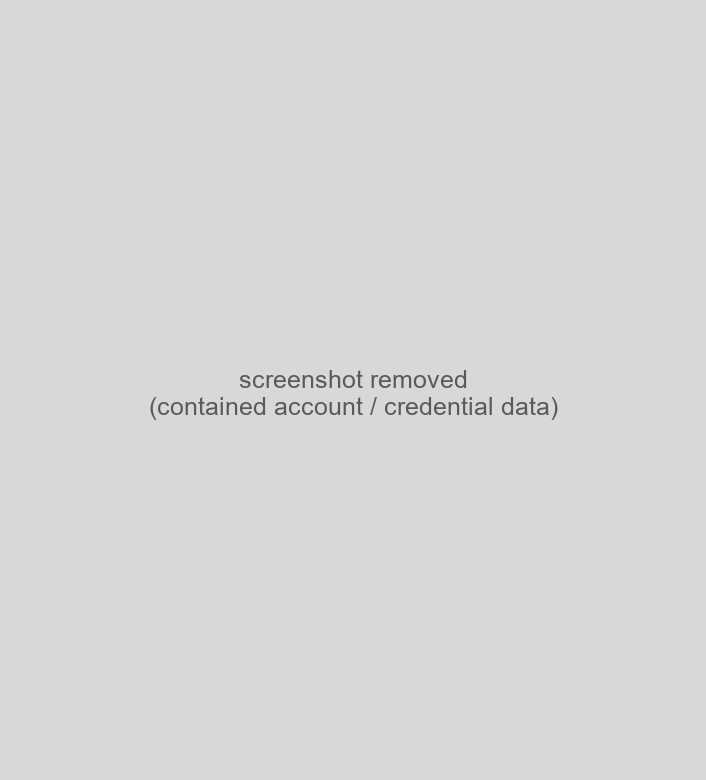 screenshot removed
(contained account / credential data)